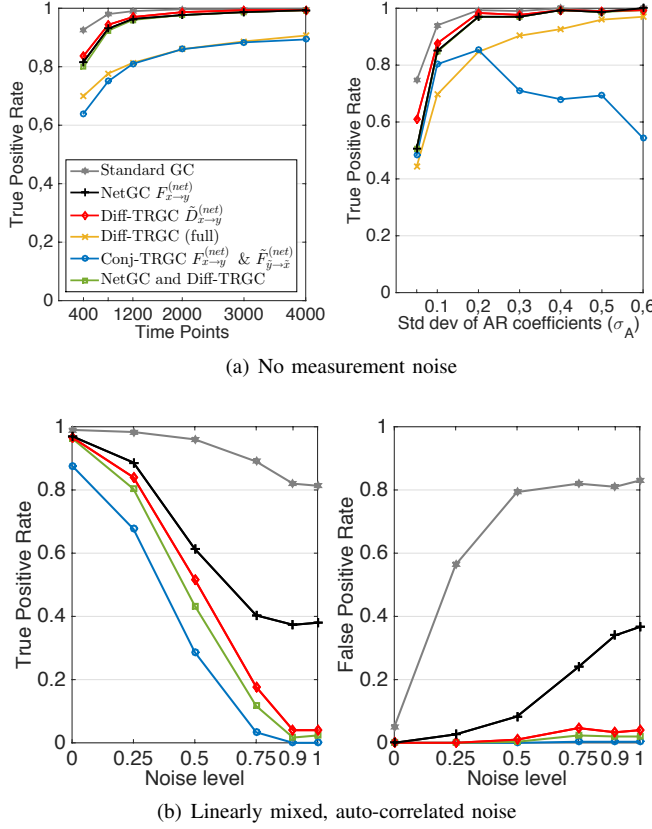 1
0,8
0,6
0,4
0,2
0
True Positive Rate
Standard GC
NetGC F_{x→y}^{(net)}
Diff-TRGC D̃_{x→y}^{(net)}
Diff-TRGC (full)
Conj-TRGC F_{x→y}^{(net)} & F̃_{ỹ→x̃}^{(net)}
NetGC and Diff-TRGC
400 1200 2000 3000 4000
Time Points
1
0,8
0,6
0,4
0,2
0
True Positive Rate
0.1 0,2 0,3 0,4 0,5 0,6
Std dev of AR coefficients (σ_A)
(a) No measurement noise
1
0.8
0.6
0.4
0.2
0
True Positive Rate
0 0.25 0.5 0.75 0.9 1
Noise level
1
0.8
0.6
0.4
0.2
0
False Positive Rate
0 0.25 0.5 0.75 0.9 1
Noise level
(b) Linearly mixed, auto-correlated noise